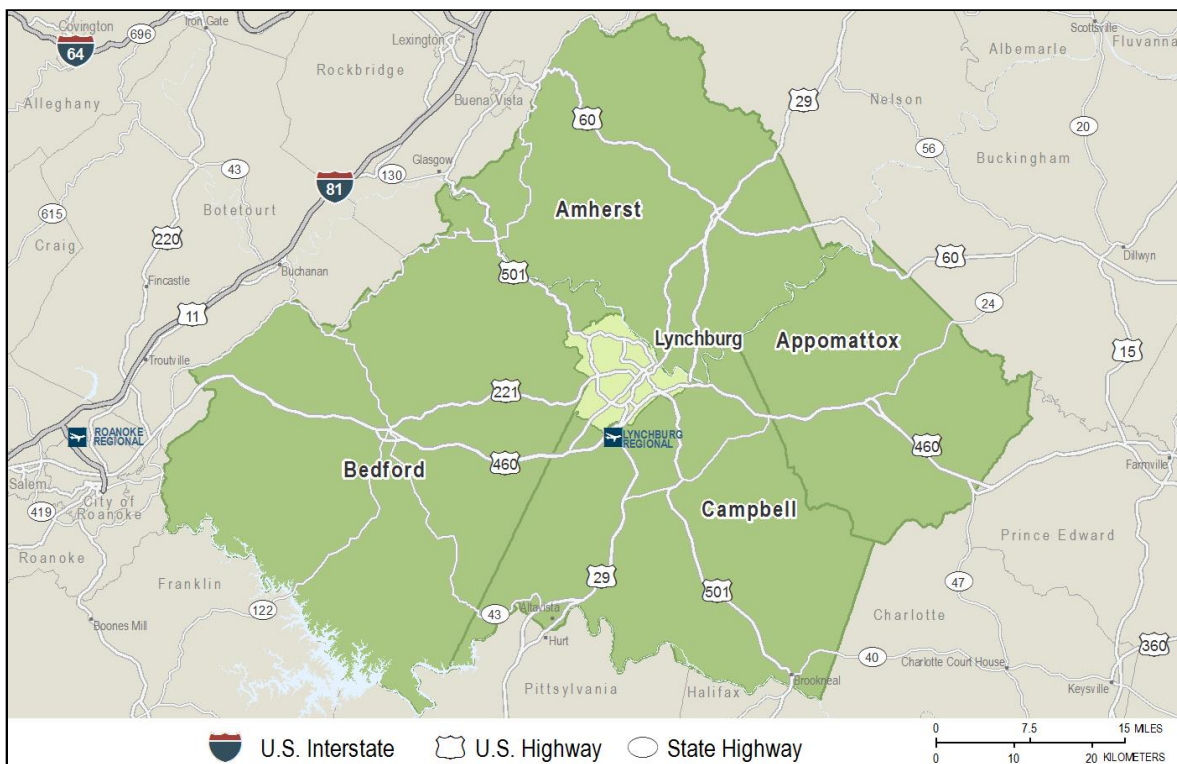 Covington
Iron Gate
696
64
Lexington
Rockbridge
Alleghany
Buena Vista
60
29
Scottsville
Albemarle
Fluvanna
Nelson
20
56
Buckingham
43
Glasgow
130
81
Botetourt
615
Craig
220
Amherst
Fincastle
Buchanan
501
60
Dillwyn
24
11
Troutville
Lynchburg
Appomattox
15
221
ROANOKE
REGIONAL
LYNCHBURG
REGIONAL
Bedford
460
460
Farmville
Salem
419
City of
Roanoke
Campbell
Prince Edward
Roanoke
Franklin
29
501
47
122
43
Altavista
Hurt
Charlotte
Boones Mill
40
Charlotte Court House
360
Brookneal
Keysville
Pittsylvania
Halifax
0 7.5 15 MILES
0 10 20 KILOMETERS
U.S. Interstate
U.S. Highway
State Highway